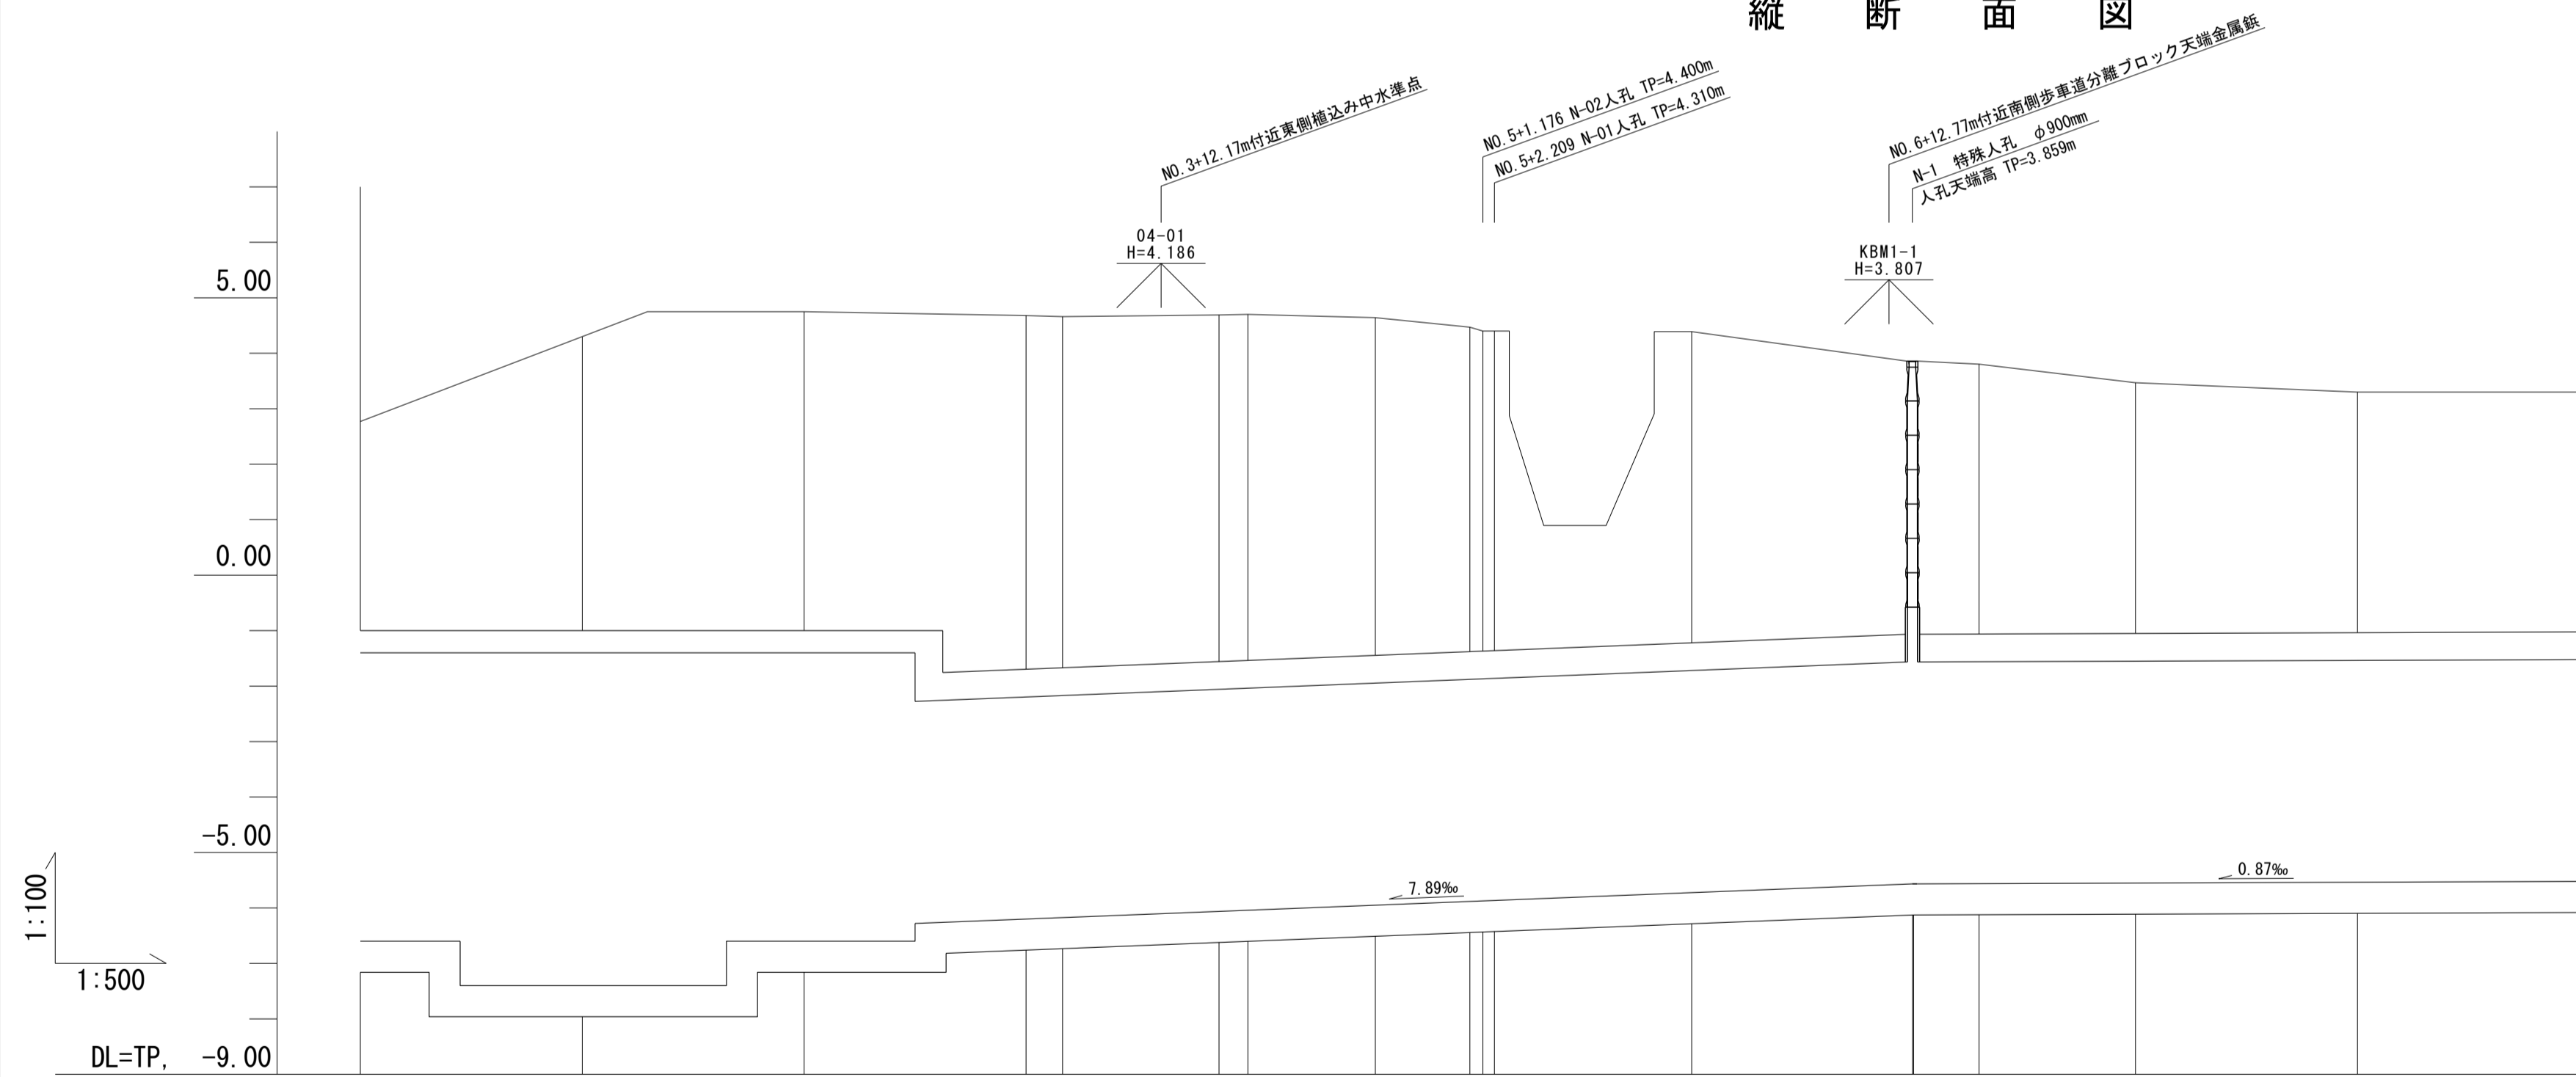 縦断面図
NO.3+12.17m付近東側植込み中水準点
04-01
H=4.186
NO.5+1.176 N-02人孔 TP=4.400m
NO.5+2.209 N-01人孔 TP=4.310m
NO.6+12.77m付近南側歩車道分離ブロック天端金属鋲
N-1 特殊人孔 φ900mm
人孔天端高 TP=3.859m
KBM1-1
H=3.807
5.00
0.00
-5.00
1:100
1:500
7.89‰
0.87‰
DL=TP, -9.00